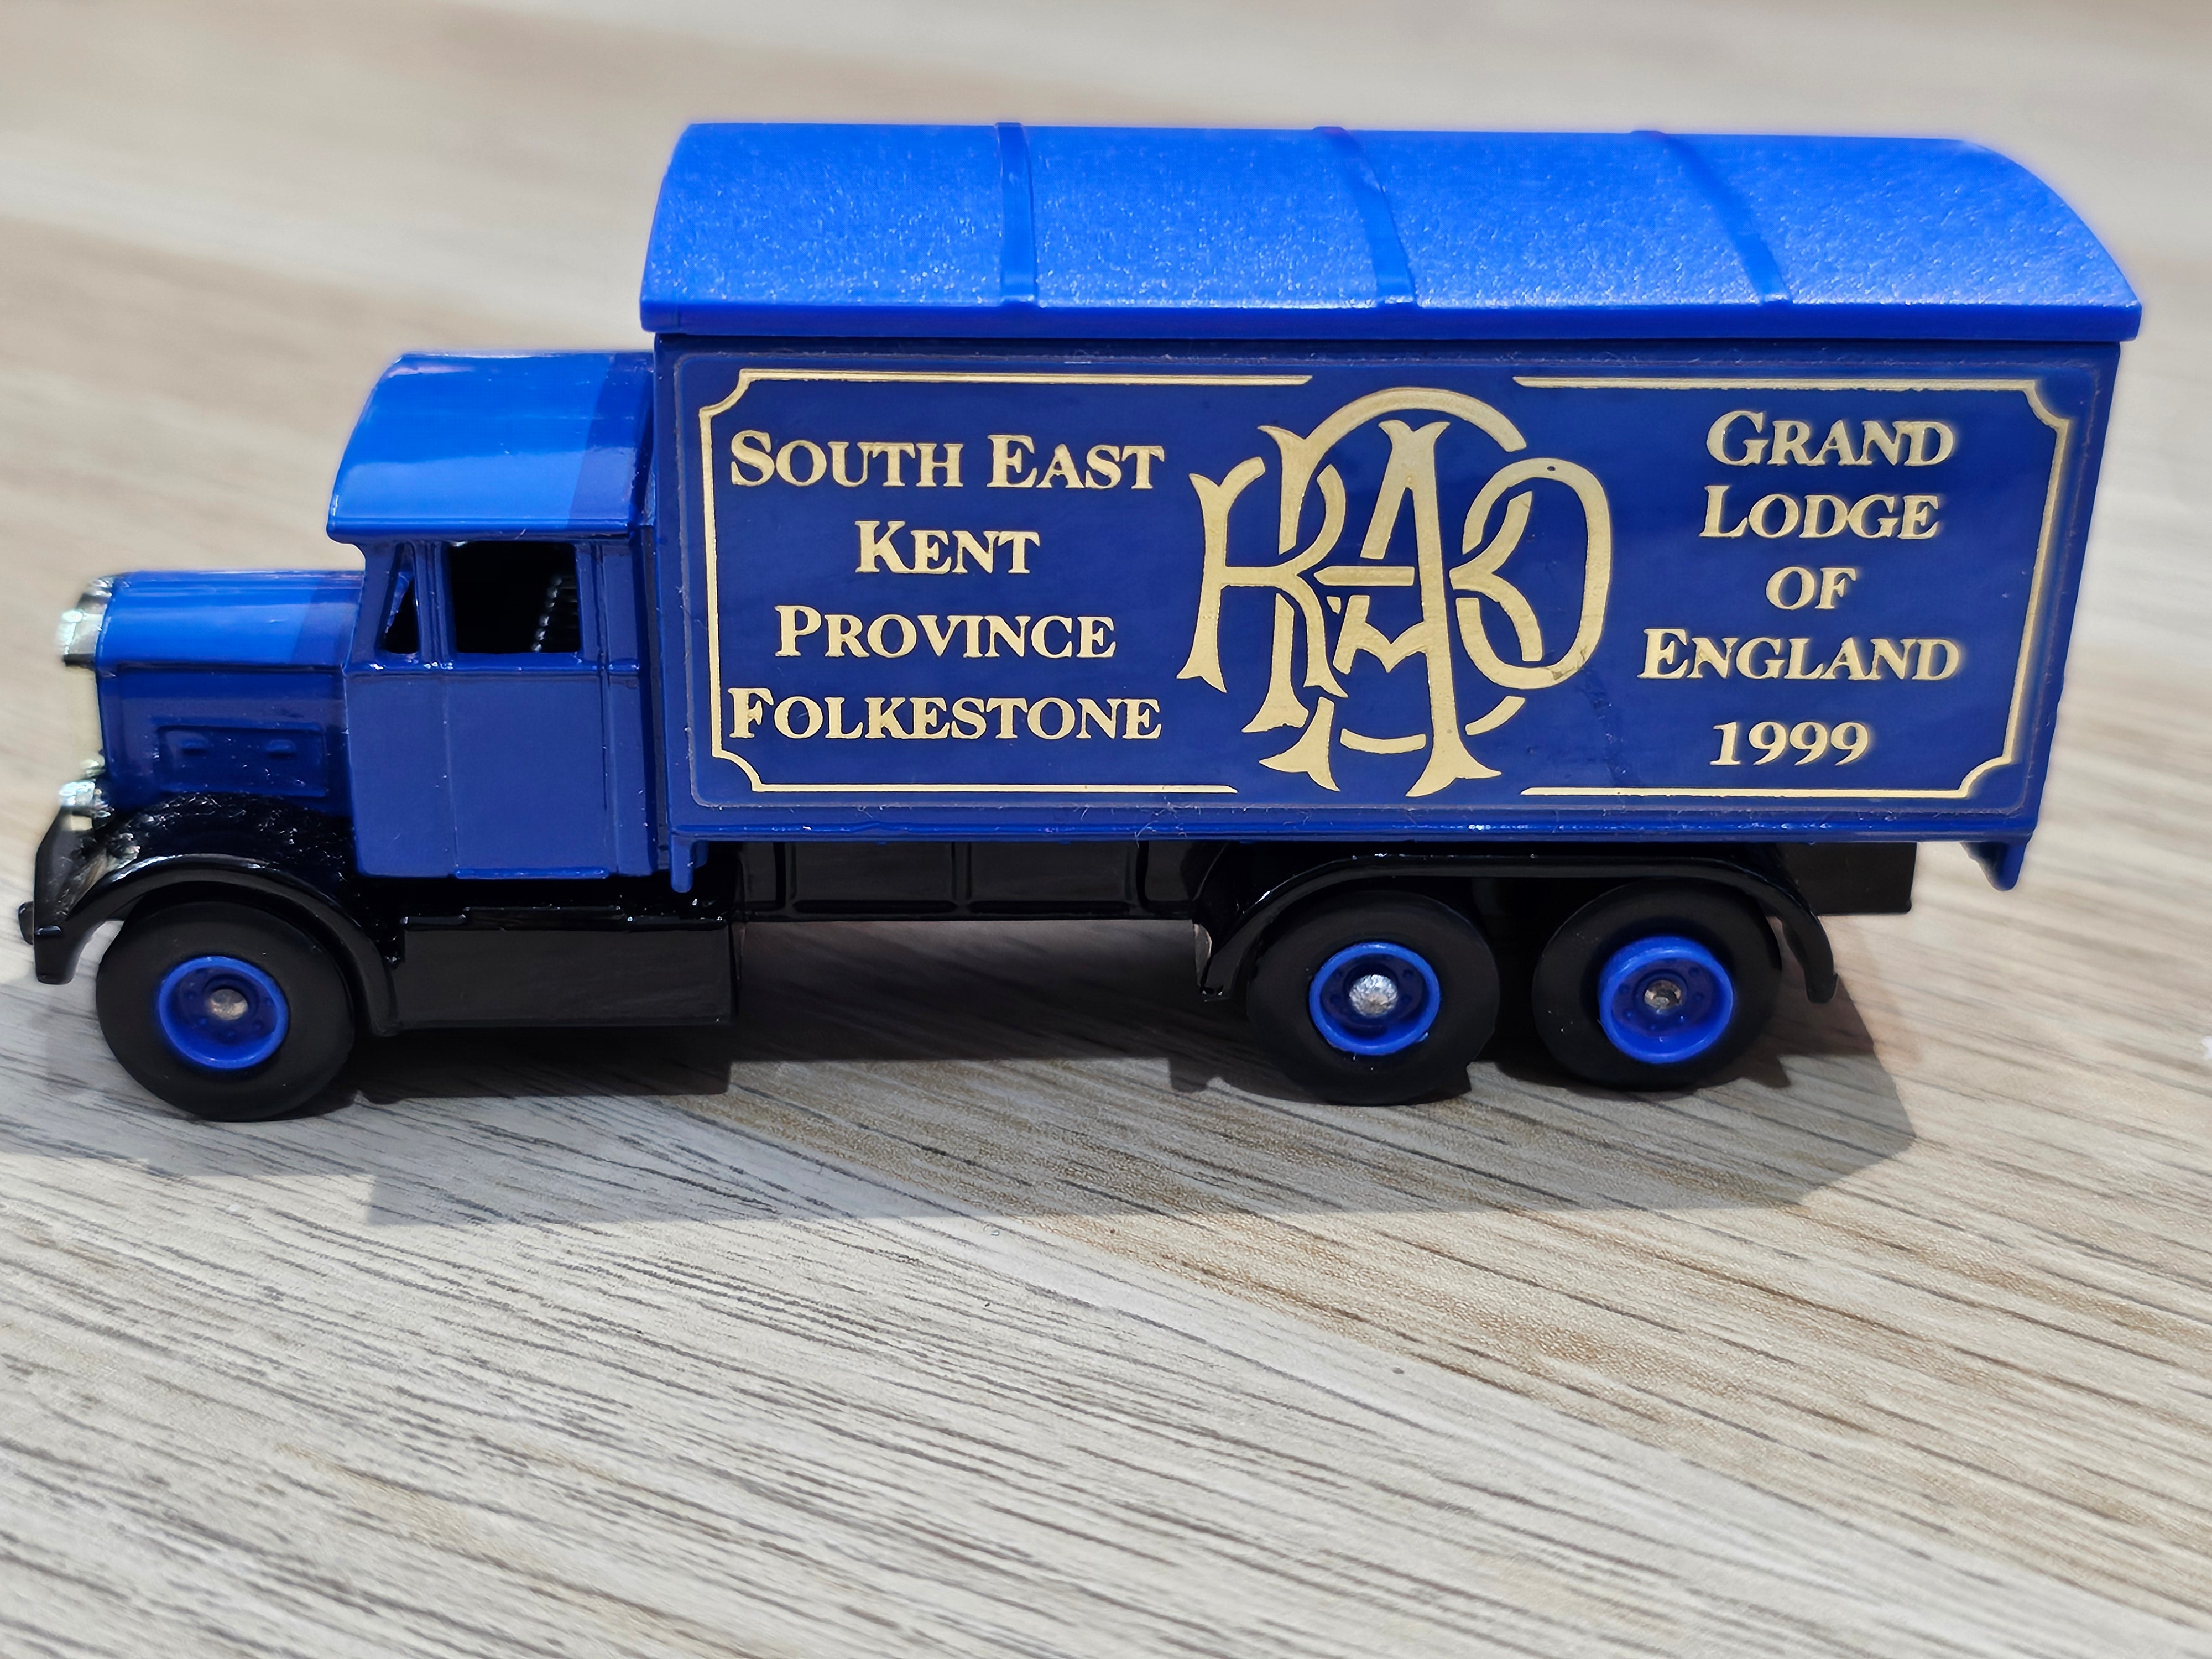 SOUTH EAST
KENT
PROVINCE
FOLKESTONE
RAOB
GRAND
LODGE
OF
ENGLAND
1999